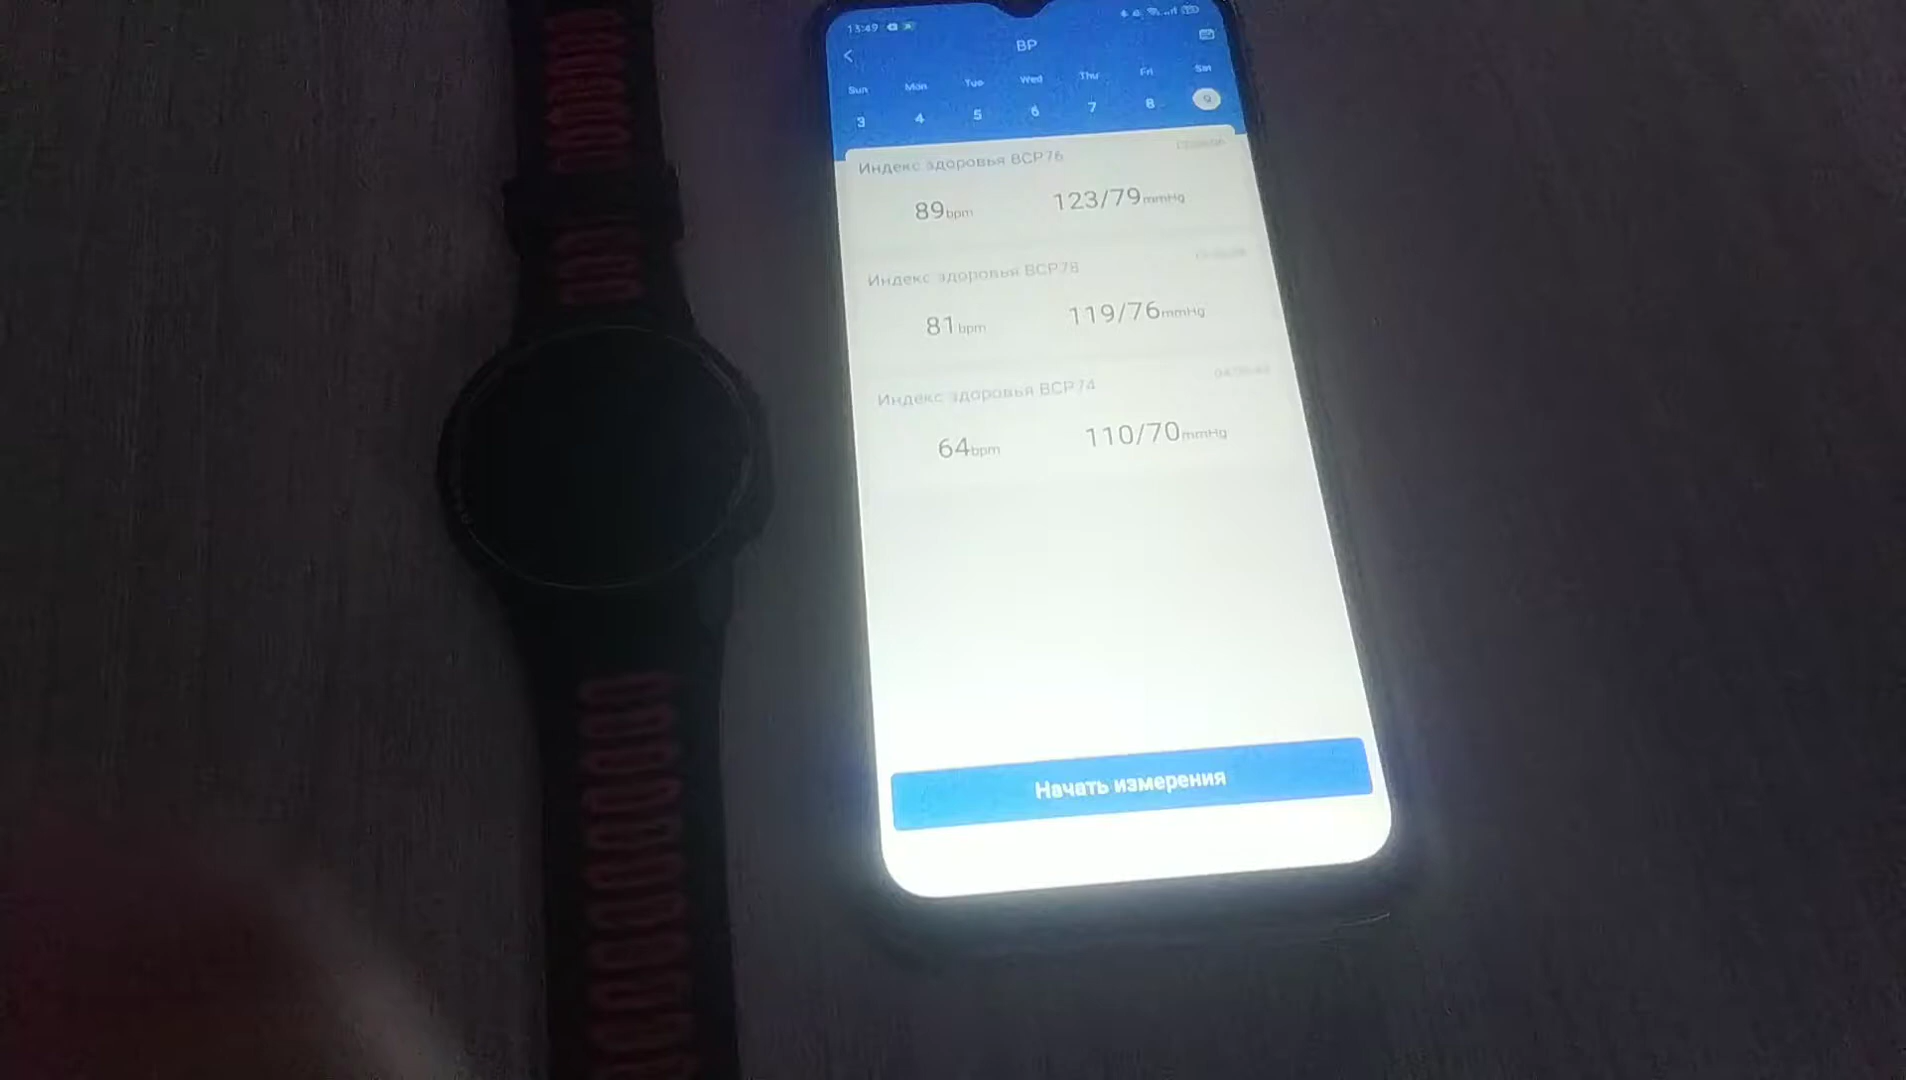 13:49
BP
Sun Mon Tue Wed Thu Fri Sat
3 4 5 6 7 8 9
Индекс здоровья BCP76
89bpm 123/79mmHg
Индекс здоровья BCP78
81bpm 119/76mmHg
Индекс здоровья BCP74
64bpm 110/70mmHg
Начать измерения